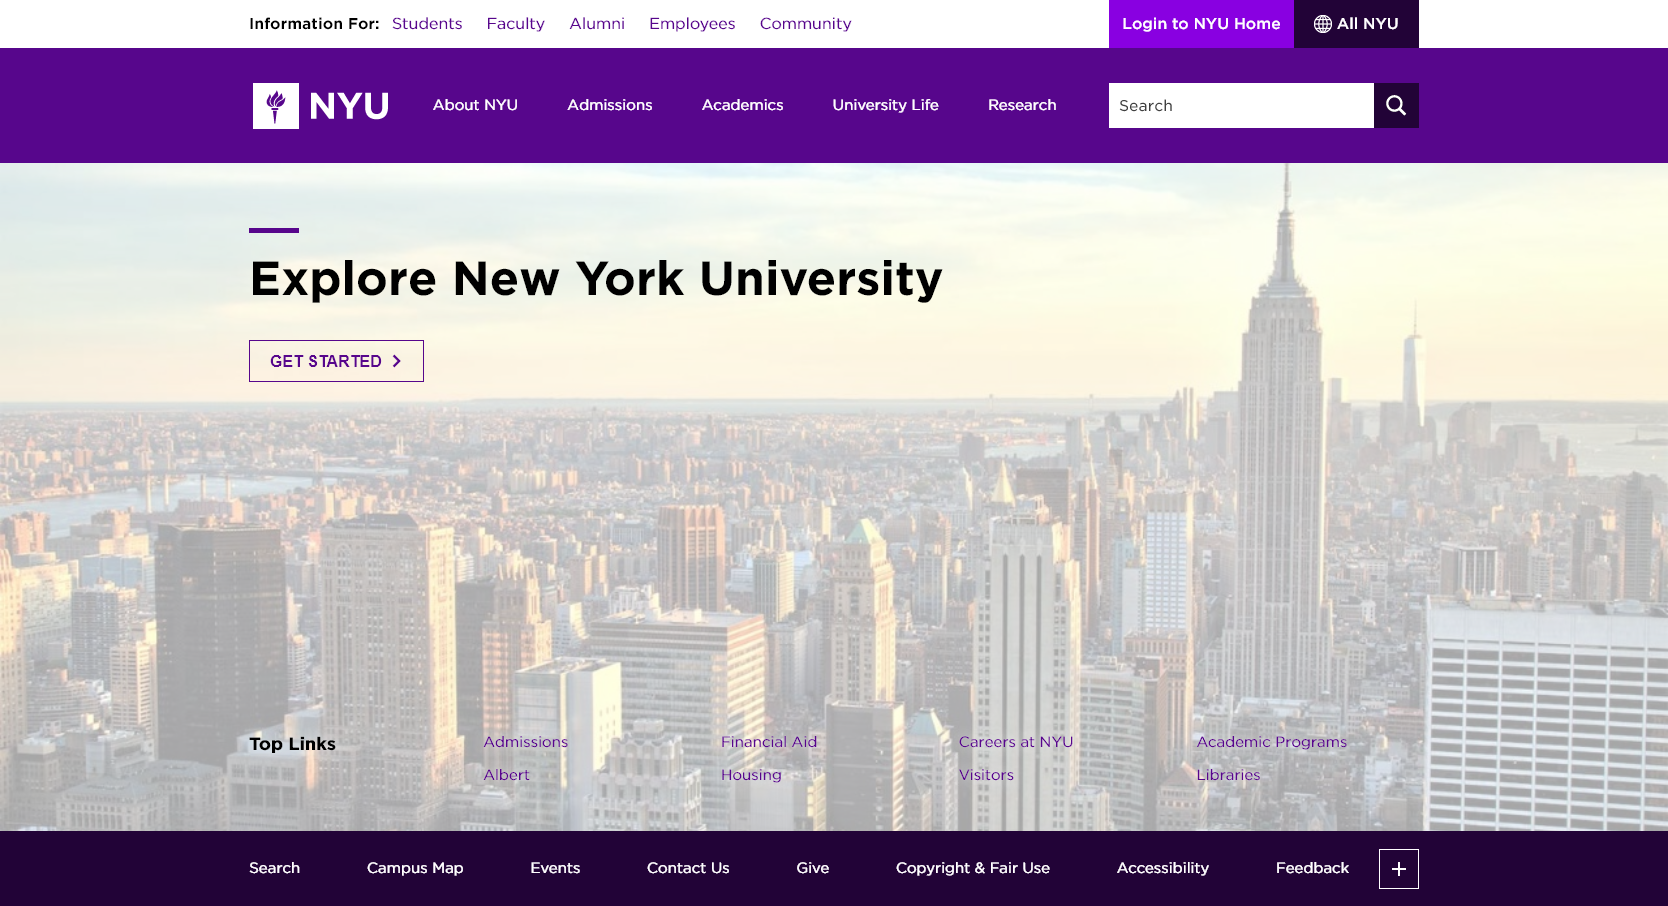 Information For: Students Faculty Alumni Employees Community Login to NYU Home All NYU
NYU About NYU Admissions Academics University Life Research Search
Explore New York University
GET STARTED
Top Links Admissions Financial Aid Careers at NYU Academic Programs
Albert Housing Visitors Libraries
Search Campus Map Events Contact Us Give Copyright & Fair Use Accessibility Feedback